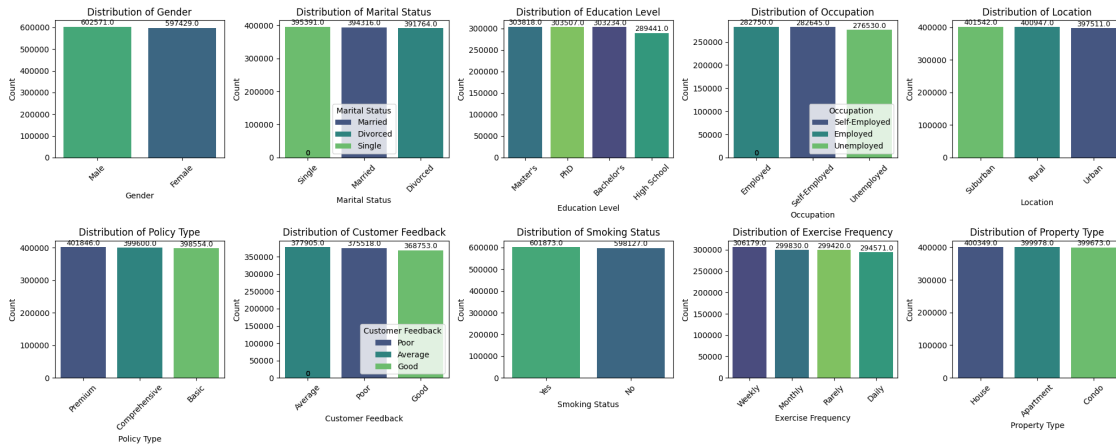 Distribution of Gender
602571.0
597429.0
600000
500000
400000
300000
200000
100000
0
Count
Male
Female
Gender
Distribution of Marital Status
395391.0
394316.0
391764.0
400000
300000
200000
100000
0
Count
Marital Status
Married
Divorced
Single
0
Single
Married
Divorced
Marital Status
Distribution of Education Level
303818.0
303507.0
303234.0
289441.0
300000
250000
200000
150000
100000
50000
0
Count
Master's
PhD
Bachelor's
High School
Education Level
Distribution of Occupation
282750.0
282645.0
276530.0
250000
200000
150000
100000
50000
0
Count
Occupation
Self-Employed
Employed
Unemployed
0
Employed
Self-Employed
Unemployed
Occupation
Distribution of Location
401542.0
400947.0
397511.0
400000
300000
200000
100000
0
Count
Suburban
Rural
Urban
Location
Distribution of Policy Type
401846.0
399600.0
398554.0
400000
300000
200000
100000
0
Count
Premium
Comprehensive
Basic
Policy Type
Distribution of Customer Feedback
377905.0
375518.0
368753.0
350000
300000
250000
200000
150000
100000
50000
0
Count
Customer Feedback
Poor
Average
Good
0
Average
Poor
Good
Customer Feedback
Distribution of Smoking Status
601873.0
598127.0
600000
500000
400000
300000
200000
100000
0
Count
Yes
No
Smoking Status
Distribution of Exercise Frequency
306179.0
299830.0
299420.0
294571.0
300000
250000
200000
150000
100000
50000
0
Count
Weekly
Monthly
Rarely
Daily
Exercise Frequency
Distribution of Property Type
400349.0
399978.0
399673.0
400000
300000
200000
100000
0
Count
House
Apartment
Condo
Property Type